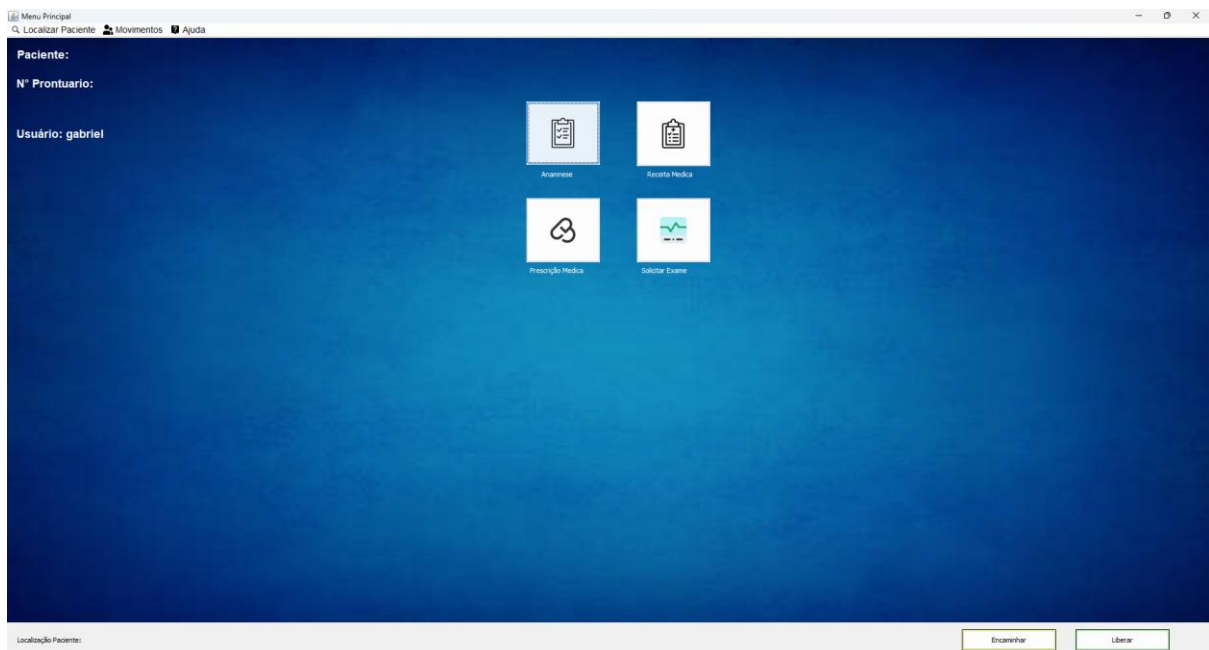 Menu Principal
Localizar Paciente Movimentos Ajuda
Paciente:
N° Prontuario:
Usuário: gabriel
Anamnese Receita Medica
Prescrição Medica Solicitar Exame
Localização Paciente: Encaminhar Liberar